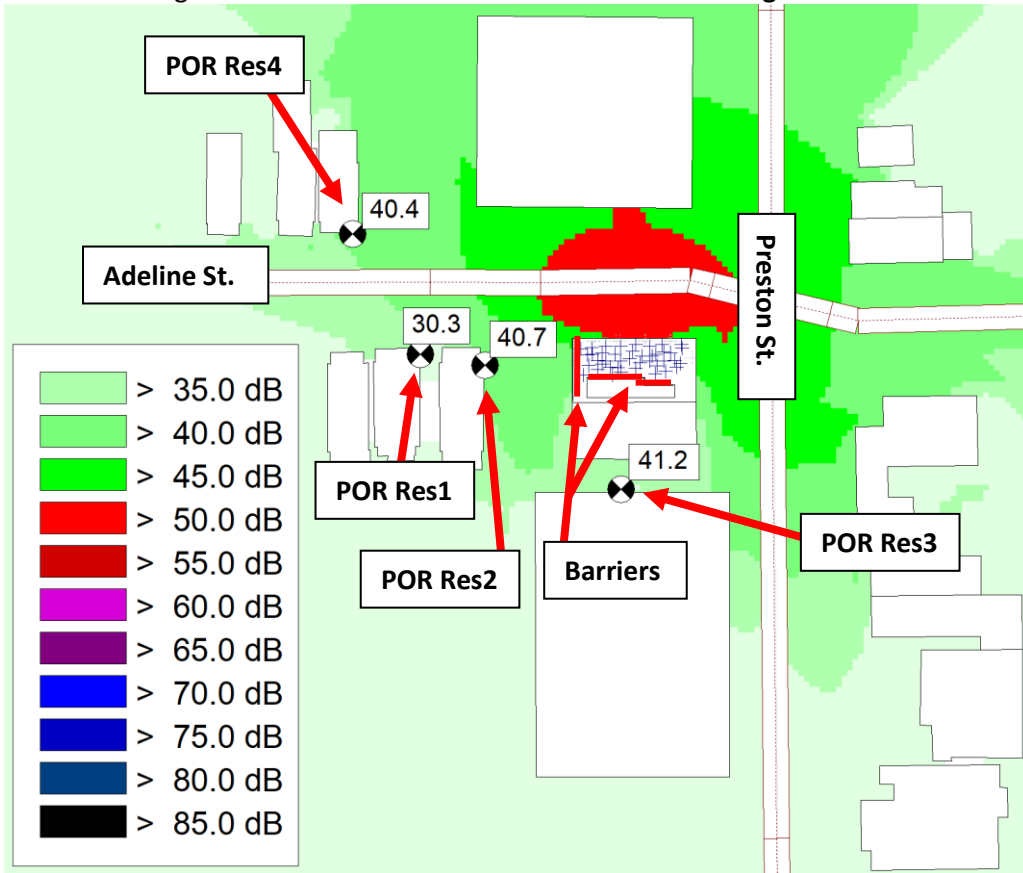 POR Res4
40.4
Adeline St.
Preston St.
30.3
40.7
41.2
POR Res1
POR Res2
Barriers
POR Res3
> 35.0 dB
> 40.0 dB
> 45.0 dB
> 50.0 dB
> 55.0 dB
> 60.0 dB
> 65.0 dB
> 70.0 dB
> 75.0 dB
> 80.0 dB
> 85.0 dB